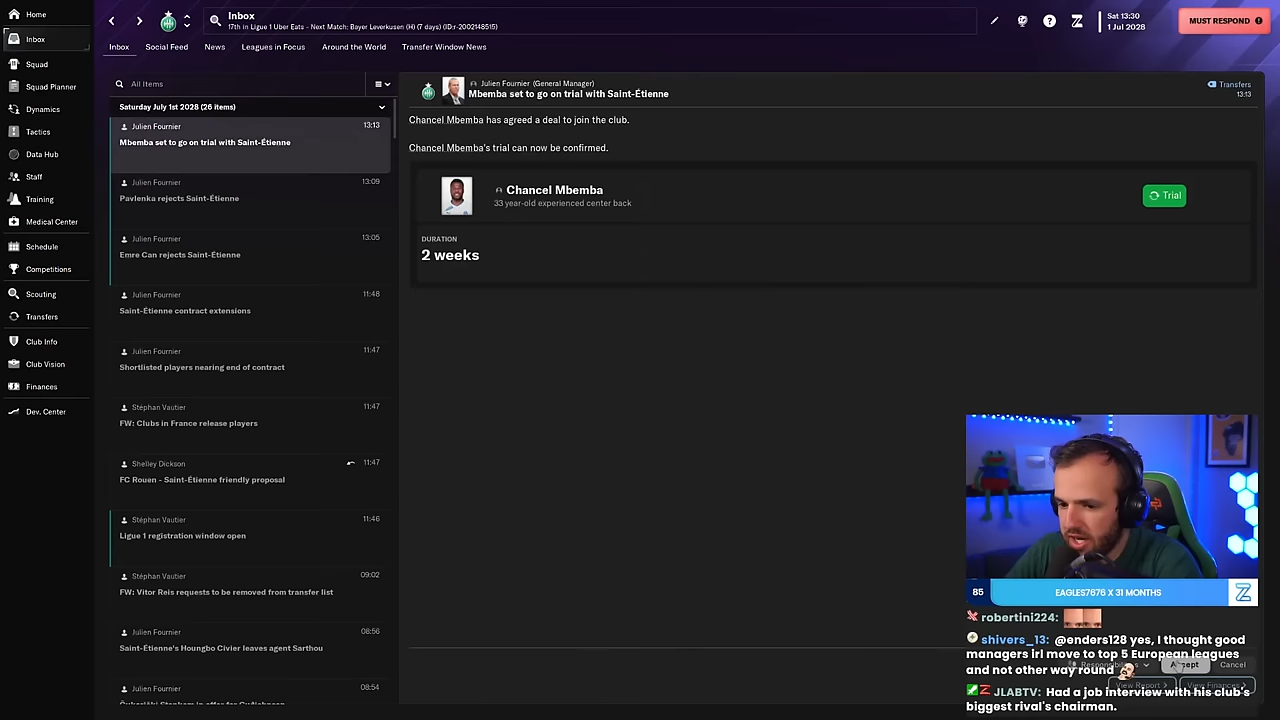 Home
Inbox
Squad
Squad Planner
Dynamics
Tactics
Data Hub
Staff
Training
Medical Center
Schedule
Competitions
Scouting
Transfers
Club Info
Club Vision
Finances
Dev. Center
Inbox
17th in Ligue 1 Uber Eats - Next Match: Bayer Leverkusen (H) (7 days) (ID:r-2002148515)
Sat 13:30
1 Jul 2028
MUST RESPOND
Inbox Social Feed News Leagues in Focus Around the World Transfer Window News
All Items
Saturday July 1st 2028 (26 items)
Julien Fournier 13:13
Mbemba set to go on trial with Saint-Étienne
Julien Fournier 13:09
Pavlenka rejects Saint-Étienne
Julien Fournier 13:05
Emre Can rejects Saint-Étienne
Julien Fournier 11:48
Saint-Étienne contract extensions
Julien Fournier 11:47
Shortlisted players nearing end of contract
Stéphan Vautier 11:47
FW: Clubs in France release players
Shelley Dickson 11:47
FC Rouen - Saint-Étienne friendly proposal
Stéphan Vautier 11:46
Ligue 1 registration window open
Stéphan Vautier 09:02
FW: Vitor Reis requests to be removed from transfer list
Julien Fournier 08:56
Saint-Étienne's Houngbo Civier leaves agent Sarthou
Julien Fournier 08:54
Julien Fournier (General Manager)
Mbemba set to go on trial with Saint-Étienne
Transfers
13:13
Chancel Mbemba has agreed a deal to join the club.
Chancel Mbemba's trial can now be confirmed.
Chancel Mbemba
33 year-old experienced center back
Trial
DURATION
2 weeks
85 EAGLES7676 X 31 MONTHS
robertini224:
shivers_13: @enders128 yes, I thought good
managers irl move to top 5 European leagues
and not other way round
Accept Cancel
View Report > View Finances >
JLABTV: Had a job interview with his club's
biggest rival's chairman.